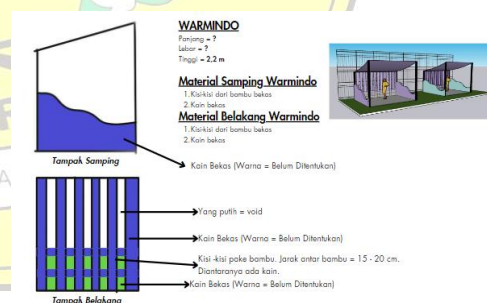 WARMINDO
Panjang = ?
Lebar = ?
Tinggi = 2,2 m
Material Samping Warmindo
1. Kisi-kisi dari bambu bekas
2. Kain bekas
Material Belakang Warmindo
1. Kisi-kisi dari bambu bekas
2. Kain bekas
Tampak Samping
Kain Bekas (Warna = Belum Ditentukan)
Yang putih = void
Kain Bekas (Warna = Belum Ditentukan)
Kisi -kisi pake bambu. Jarak antar bambu = 15 - 20 cm.
Diantaranya ada kain.
Kain Bekas (Warna = Belum Ditentukan)
Tampak Belakang